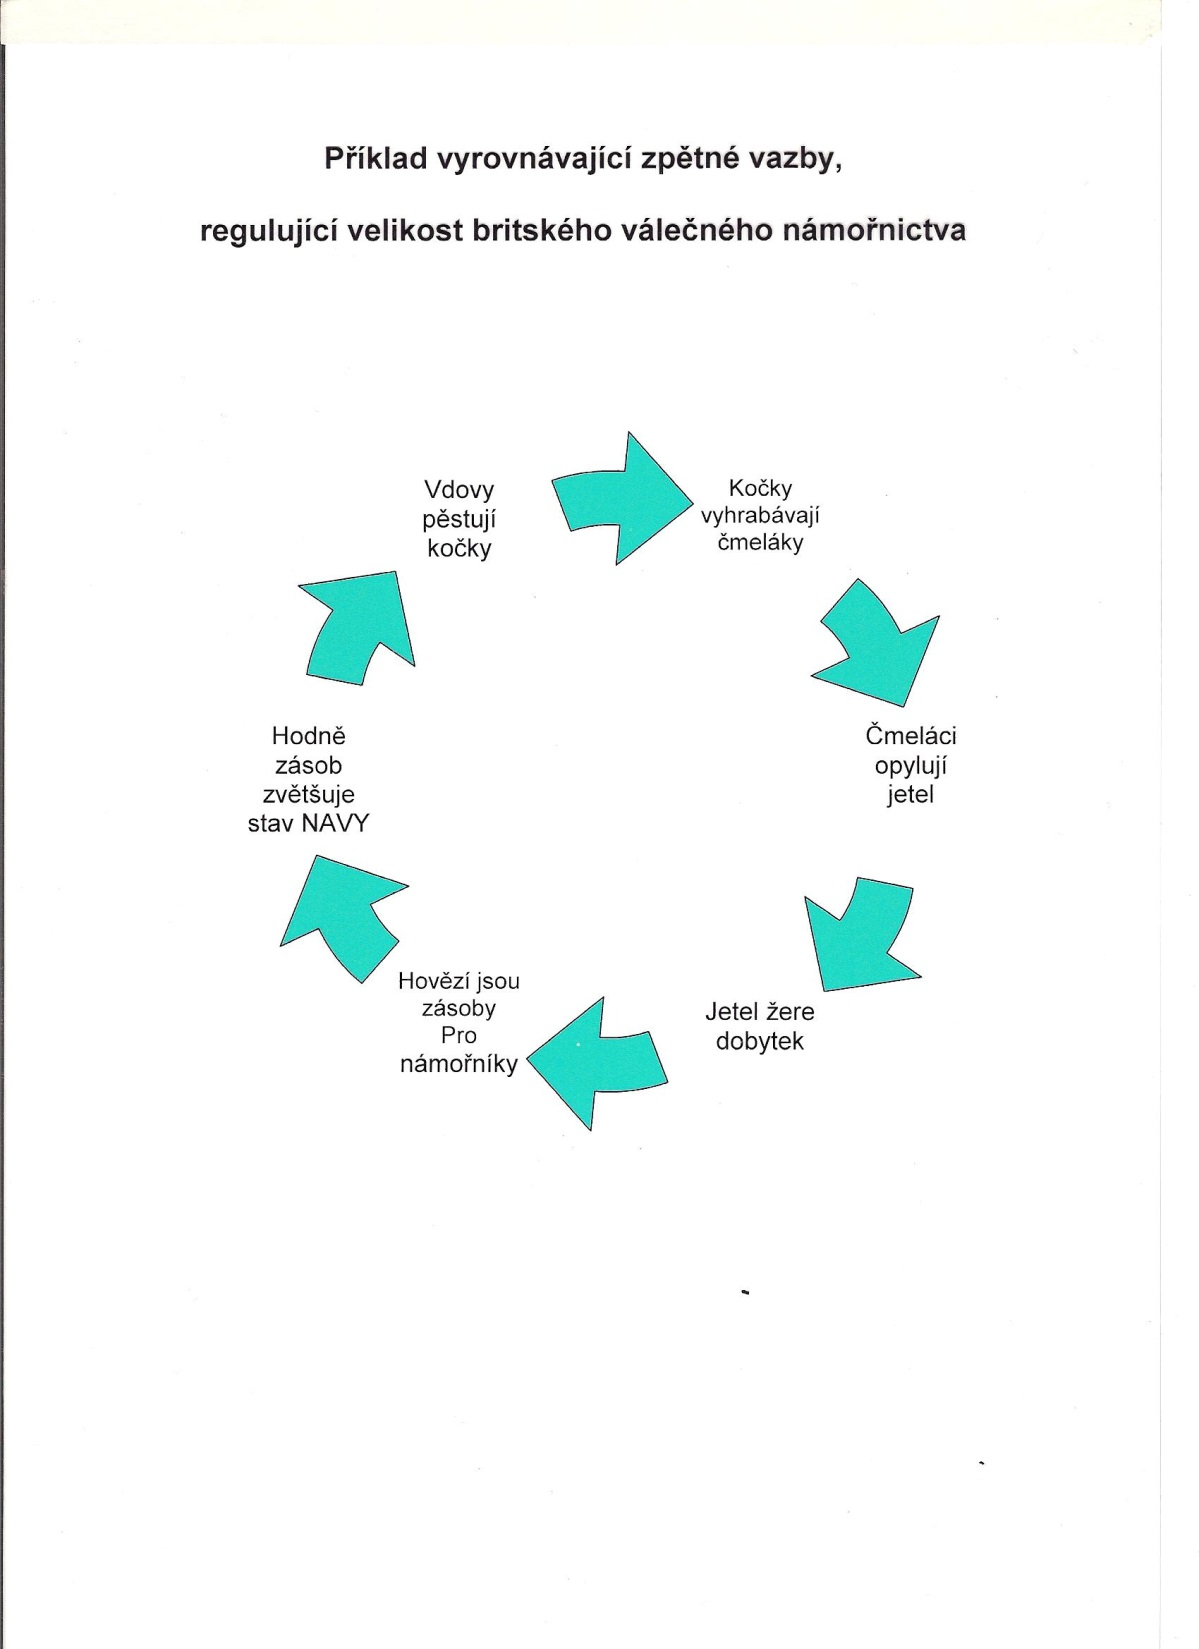 Příklad vyrovnávající zpětné vazby,
regulující velikost britského válečného námořnictva
Vdovy
pěstují
kočky
Kočky
vyhrabávají
čmeláky
Čmeláci
opylují
jetel
Jetel žere
dobytek
Hovězí jsou
zásoby
Pro
námořníky
Hodně
zásob
zvětšuje
stav NAVY